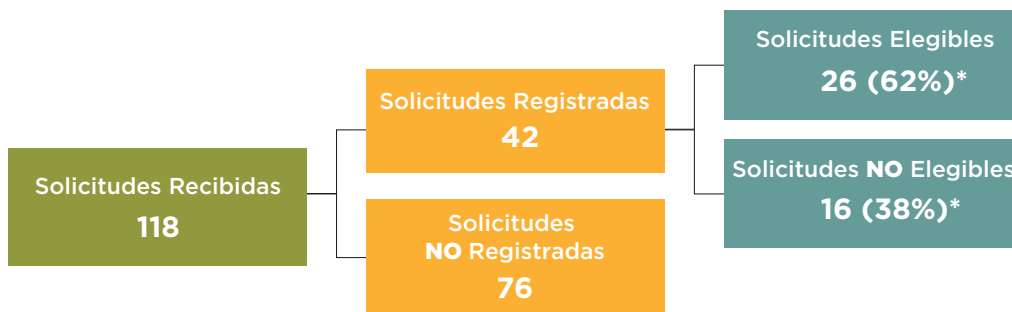 Solicitudes Recibidas
118
Solicitudes Registradas
42
Solicitudes
NO Registradas
76
Solicitudes Elegibles
26 (62%)*
Solicitudes NO Elegibles
16 (38%)*